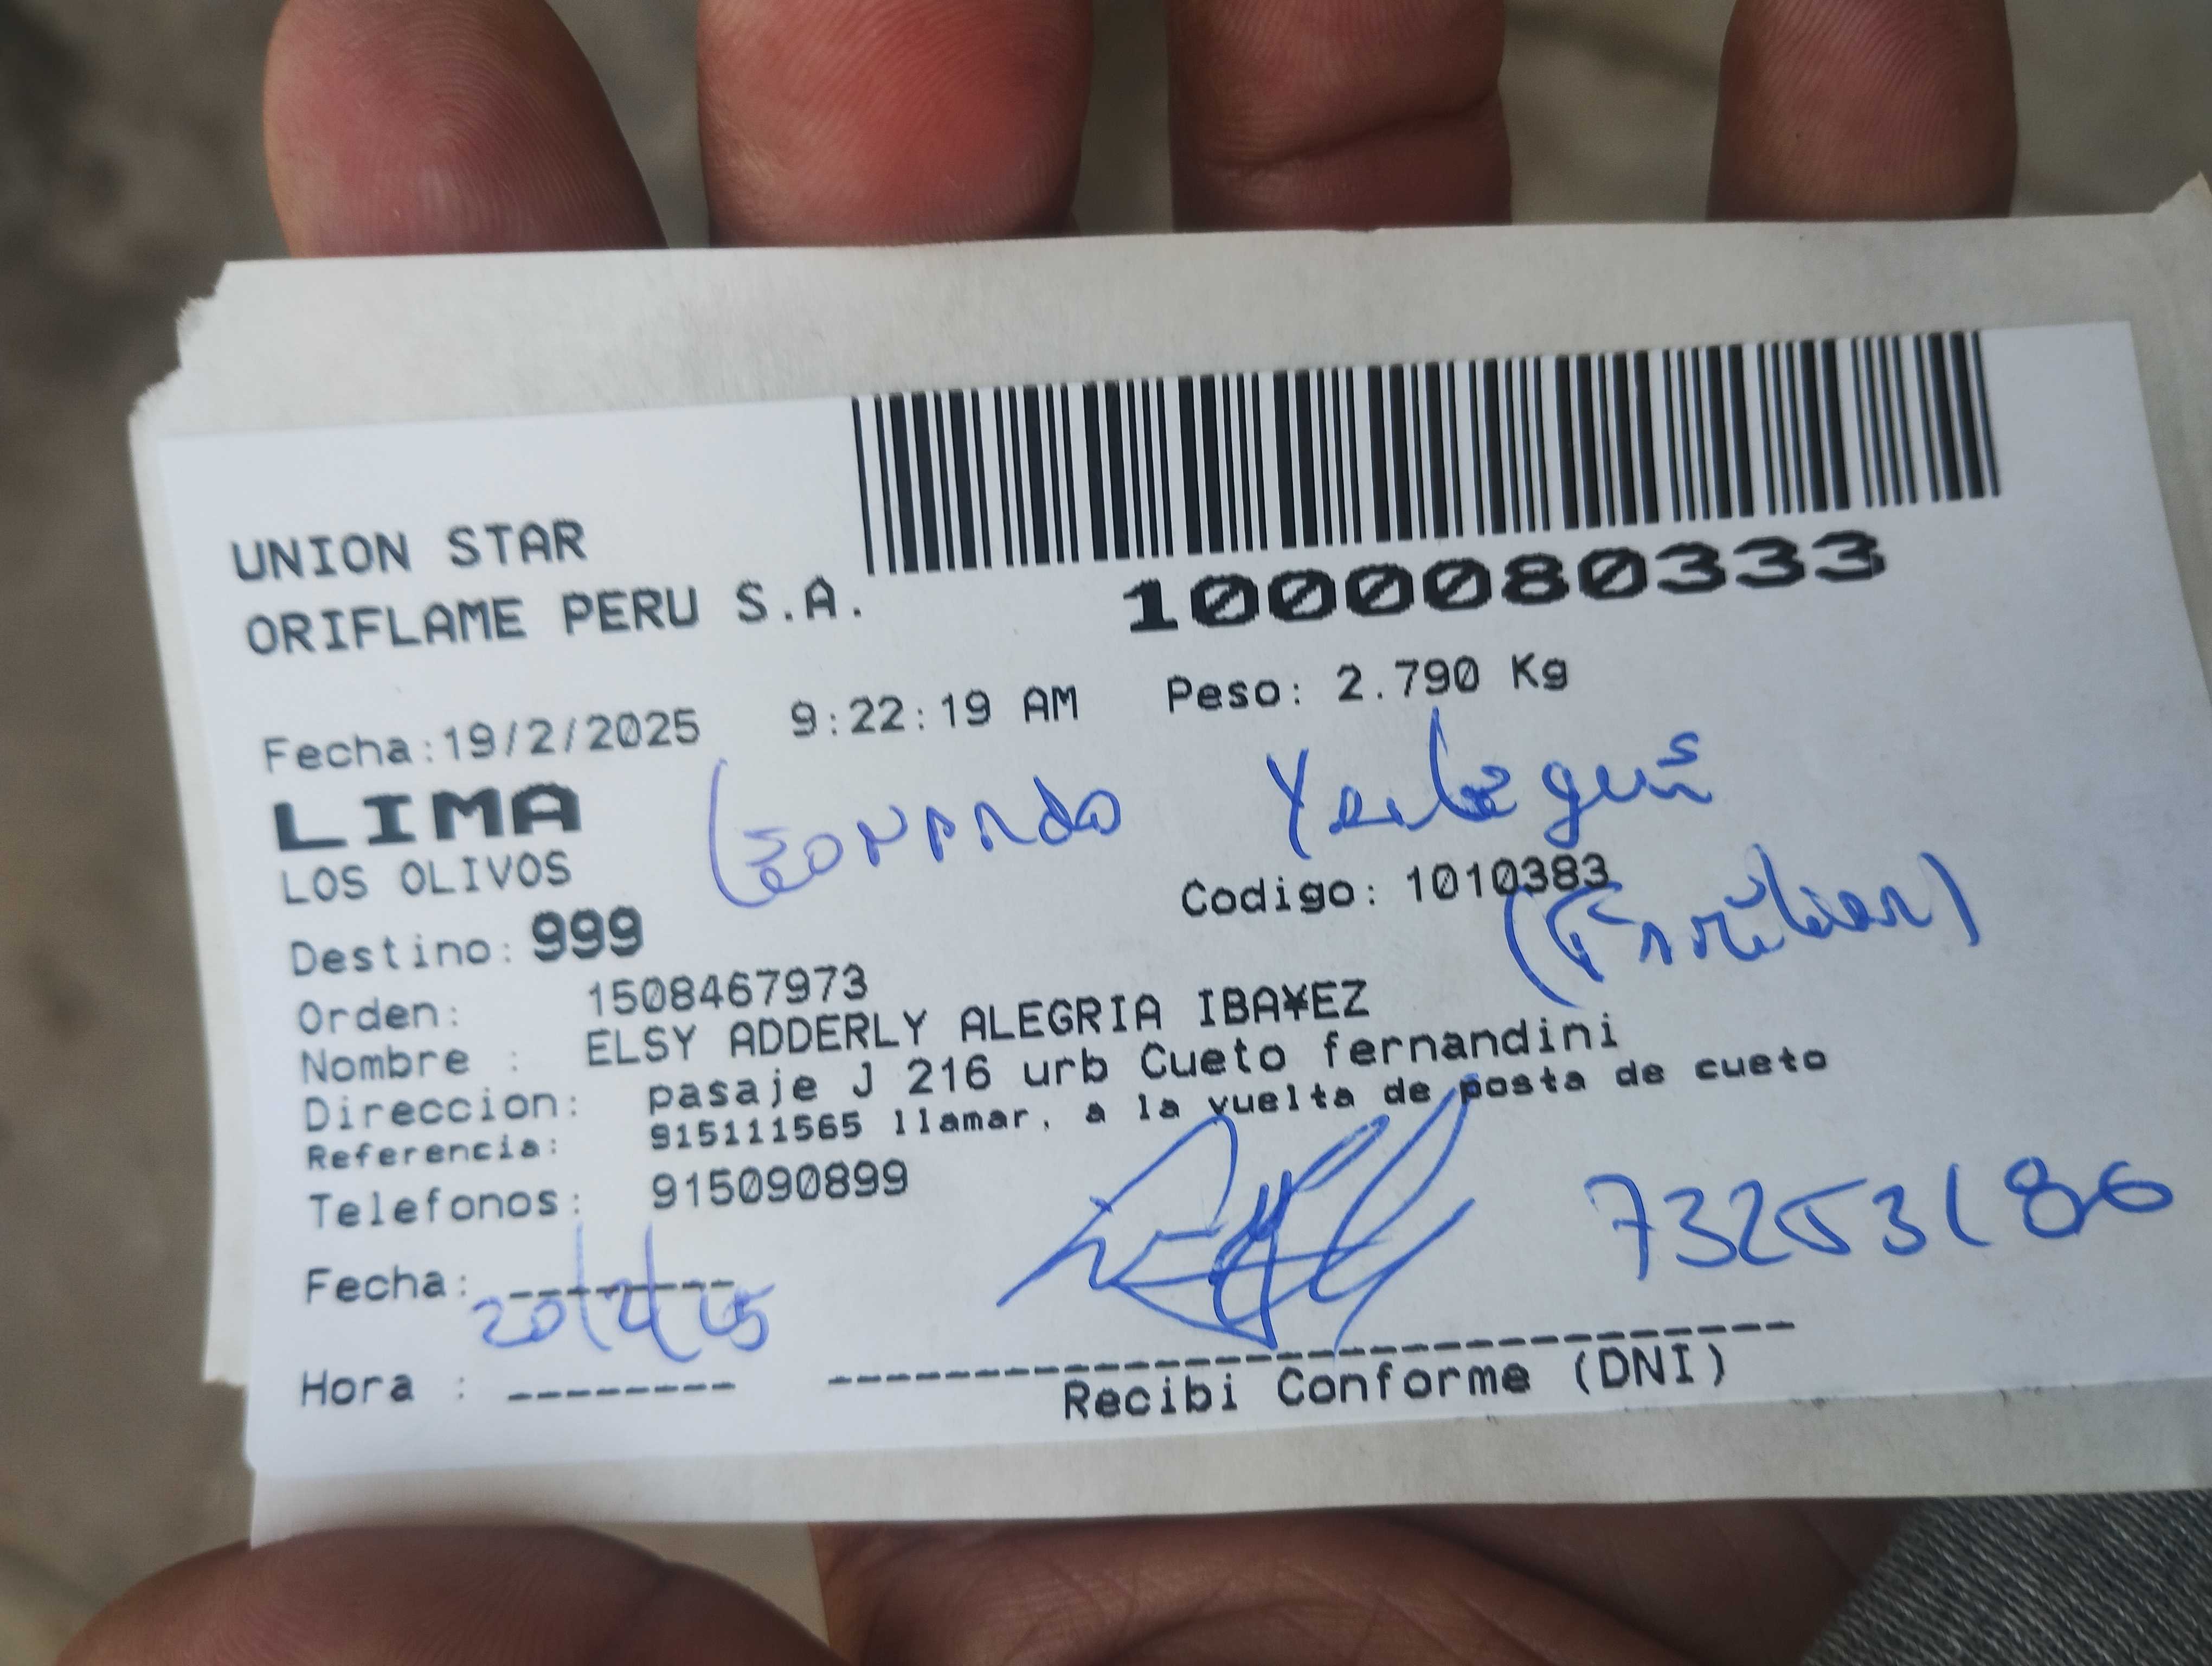 UNION STAR
ORIFLAME PERU S.A.
1000080333
Fecha:19/2/2025 9:22:19 AM Peso: 2.790 Kg
LIMA
Leonardo
LOS OLIVOS
Codigo: 1010383
Destino: 999
(Familiar)
Orden: 1508467973
Nombre : ELSY ADDERLY ALEGRIA IBA¥EZ
Direccion: pasaje J 216 urb Cueto fernandini
Referencia: 915111565 llamar, a la vuelta de posta de cueto
Telefonos: 915090899
73253186
Fecha: 20/2/25
Hora :
Recibi Conforme (DNI)